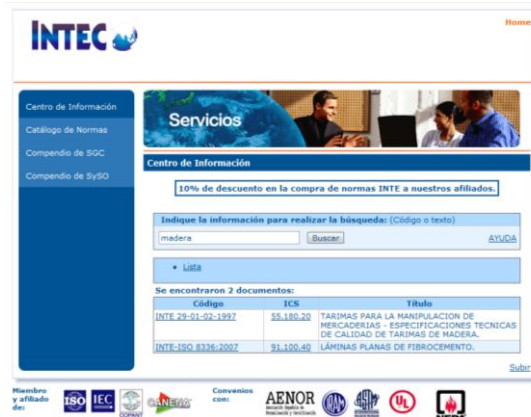 INTEC
Home
Centro de Información
Catálogo de Normas
Compendio de SGC
Compendio de SySO
Servicios
Centro de Información
10% de descuento en la compra de normas INTE a nuestros afiliados.
Indique la información para realizar la búsqueda: (Código o texto)
madera Buscar AYUDA
Lista
Se encontraron 2 documentos:
Código ICS Título
INTE 29-01-02-1997 55.180.20 TARIMAS PARA LA MANIPULACION DE
MERCADERIAS - ESPECIFICACIONES TECNICAS
DE CALIDAD DE TARIMAS DE MADERA.
INTE-ISO 8336:2007 91.100.40 LÁMINAS PLANAS DE FIBROCEMENTO.
Subir
Miembro
y afiliado
de:
ISO IEC COPANT CANENA
Convenios
con:
AENOR UL